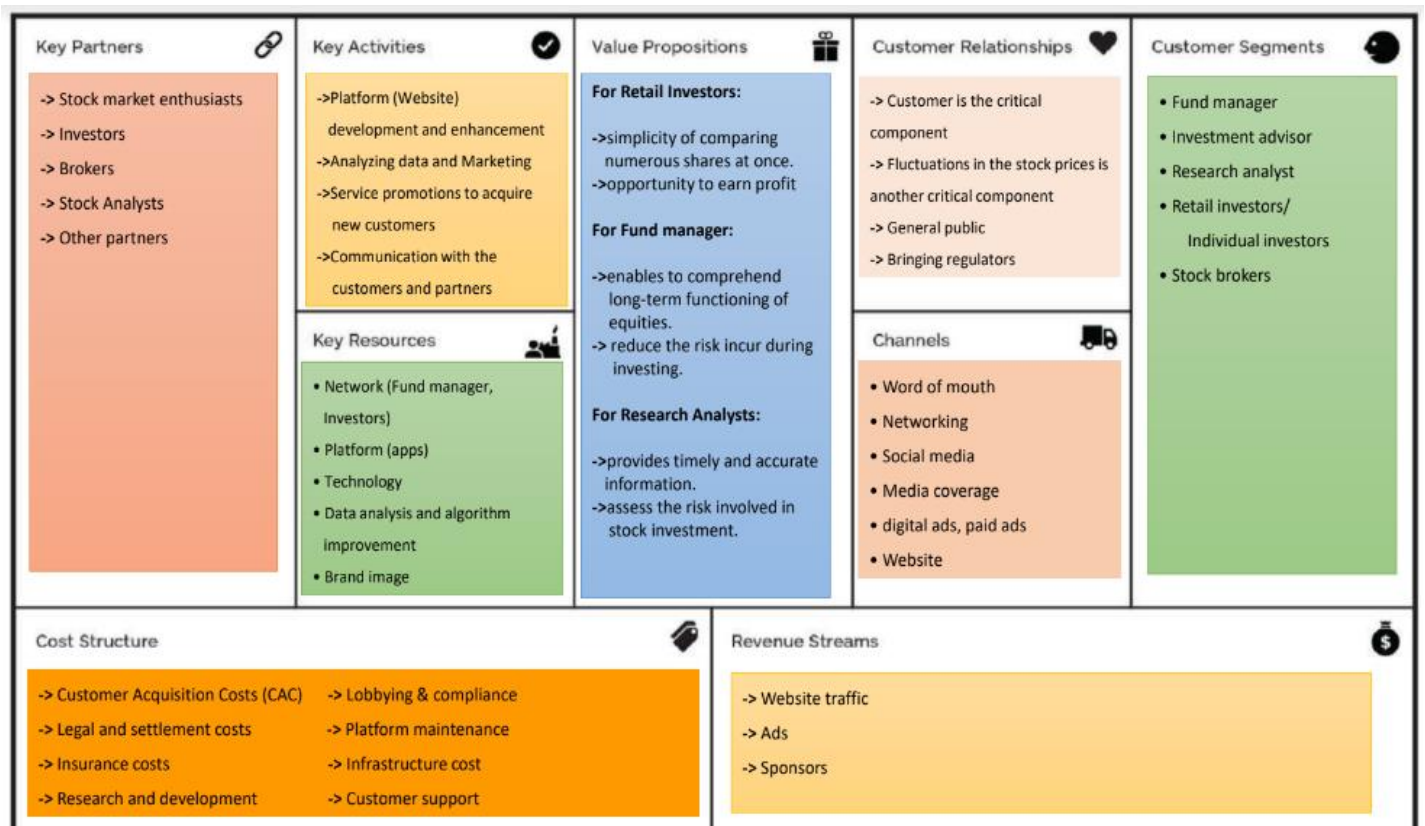 Key Partners
-> Stock market enthusiasts
-> Investors
-> Brokers
-> Stock Analysts
-> Other partners
Key Activities
->Platform (Website)
development and enhancement
->Analyzing data and Marketing
->Service promotions to acquire
new customers
->Communication with the
customers and partners
Key Resources
• Network (Fund manager,
Investors)
• Platform (apps)
• Technology
• Data analysis and algorithm
improvement
• Brand image
Value Propositions
For Retail Investors:
->simplicity of comparing
numerous shares at once.
->opportunity to earn profit
For Fund manager:
->enables to comprehend
long-term functioning of
equities.
-> reduce the risk incur during
investing.
For Research Analysts:
->provides timely and accurate
information.
->assess the risk involved in
stock investment.
Customer Relationships
-> Customer is the critical
component
-> Fluctuations in the stock prices is
another critical component
-> General public
-> Bringing regulators
Channels
• Word of mouth
• Networking
• Social media
• Media coverage
• digital ads, paid ads
• Website
Customer Segments
• Fund manager
• Investment advisor
• Research analyst
• Retail investors/
Individual investors
• Stock brokers
Cost Structure
-> Customer Acquisition Costs (CAC)
-> Legal and settlement costs
-> Insurance costs
-> Research and development
-> Lobbying & compliance
-> Platform maintenance
-> Infrastructure cost
-> Customer support
Revenue Streams
$
-> Website traffic
-> Ads
-> Sponsors